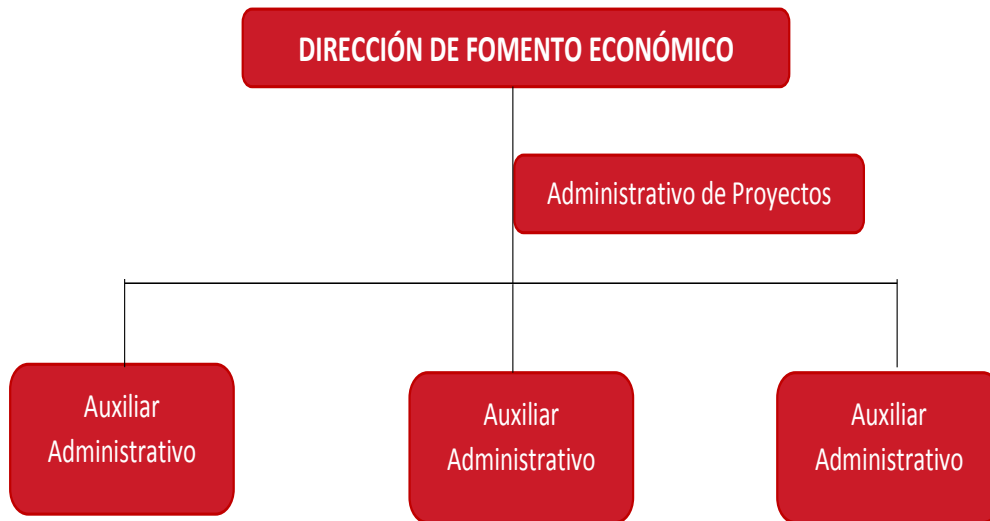 DIRECCIÓN DE FOMENTO ECONÓMICO
Administrativo de Proyectos
Auxiliar
Administrativo
Auxiliar
Administrativo
Auxiliar
Administrativo